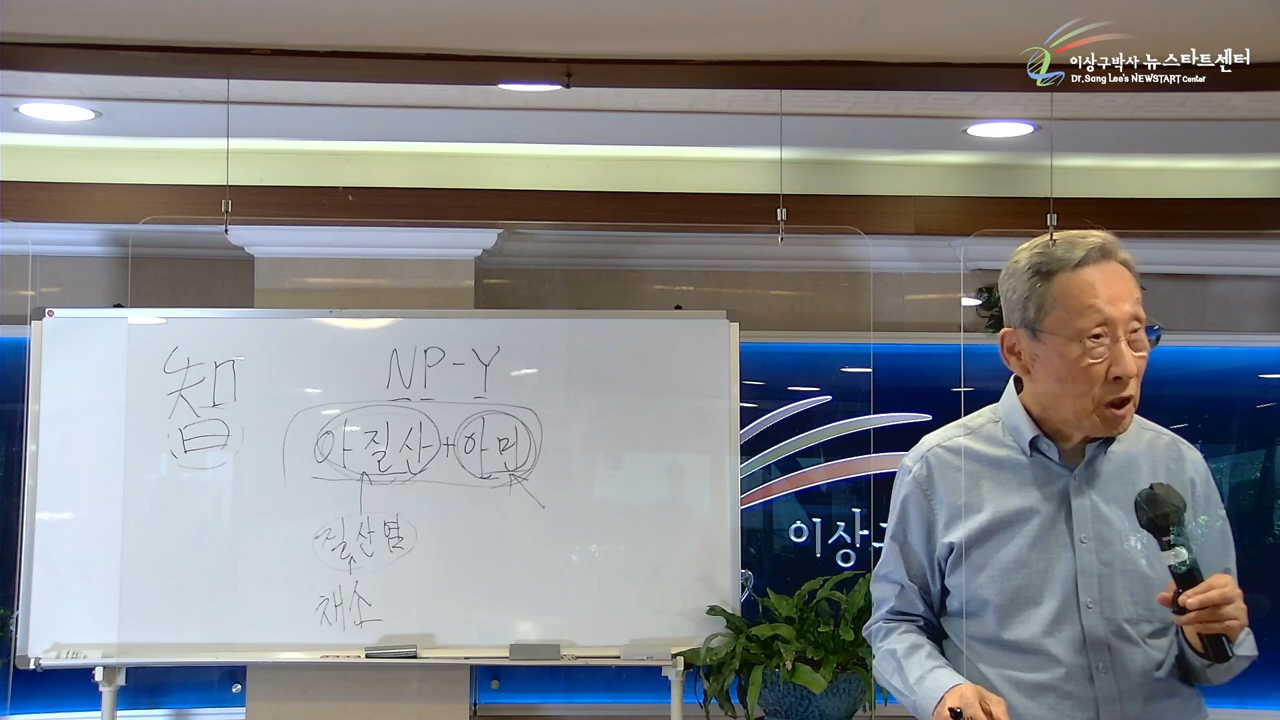 이상구박사 뉴스타트센터
Dr. Sang Lee's NEWSTART Center
智
NP-Y
아질산+아민
질산염
채소
이상구